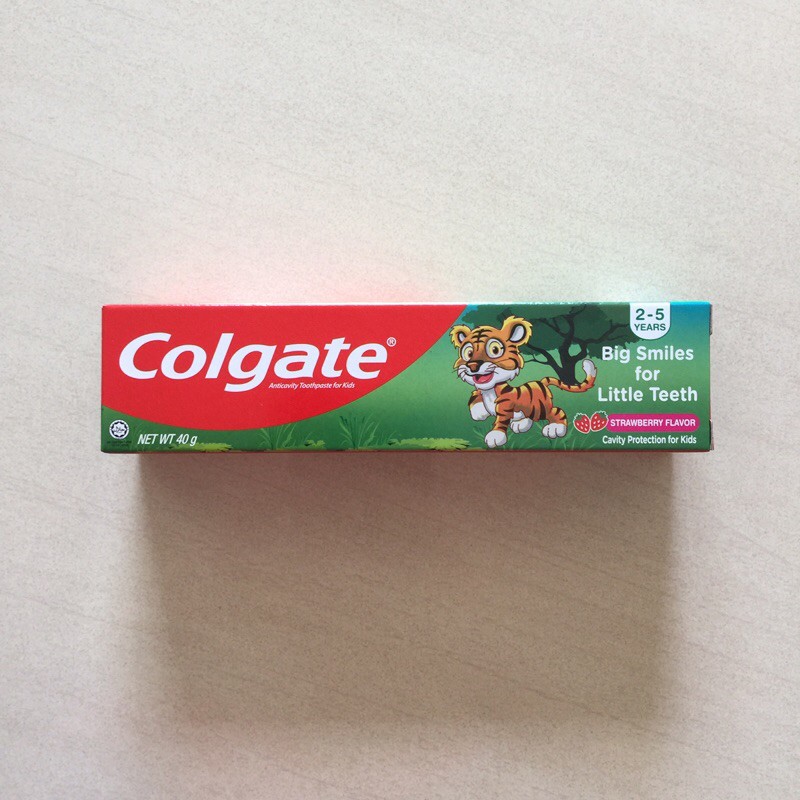 Colgate®
Anticavity Toothpaste for Kids
NET WT 40 g
2-5
YEARS
Big Smiles
for
Little Teeth
STRAWBERRY FLAVOR
Cavity Protection for Kids